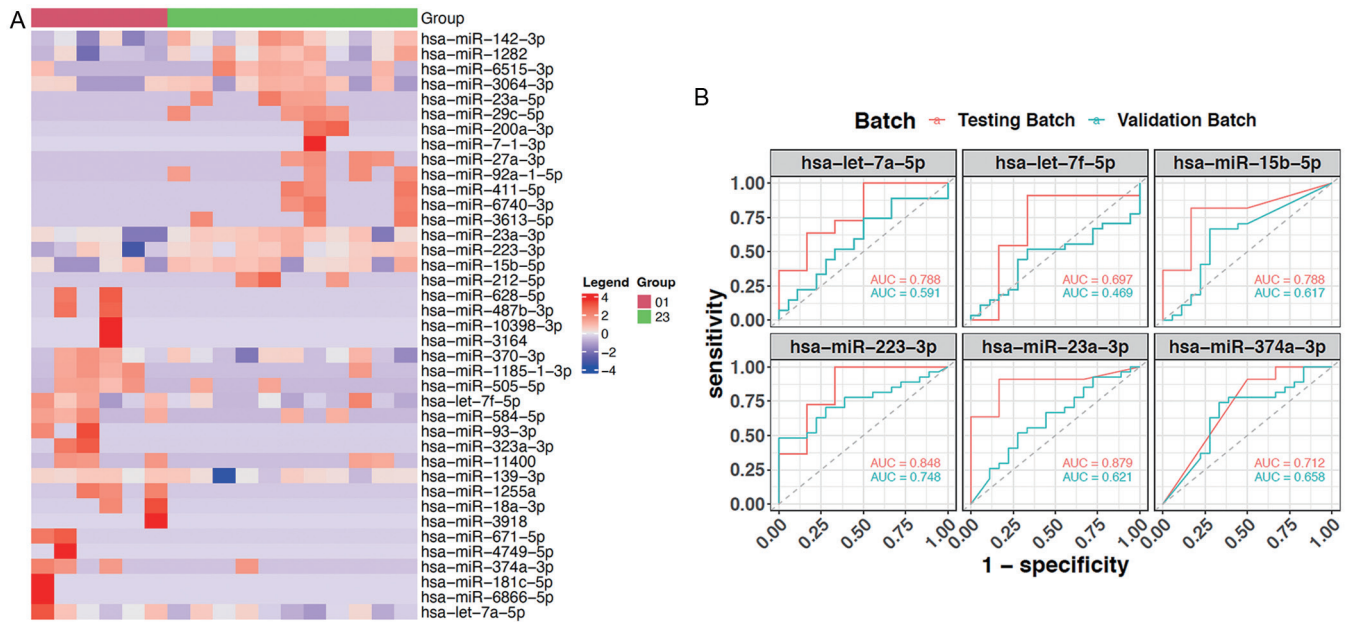 A
Group
hsa−miR−142−3p
hsa−miR−1282
hsa−miR−6515−3p
hsa−miR−3064−3p
hsa−miR−23a−5p
hsa−miR−29c−5p
hsa−miR−200a−3p
hsa−miR−7−1−3p
hsa−miR−27a−3p
hsa−miR−92a−1−5p
hsa−miR−411−5p
hsa−miR−6740−3p
hsa−miR−3613−5p
hsa−miR−23a−3p
hsa−miR−223−3p
hsa−miR−15b−5p
hsa−miR−212−5p
hsa−miR−628−5p
hsa−miR−487b−3p
hsa−miR−10398−3p
hsa−miR−3164
hsa−miR−370−3p
hsa−miR−1185−1−3p
hsa−miR−505−5p
hsa−let−7f−5p
hsa−miR−584−5p
hsa−miR−93−3p
hsa−miR−323a−3p
hsa−miR−11400
hsa−miR−139−3p
hsa−miR−1255a
hsa−miR−18a−3p
hsa−miR−3918
hsa−miR−671−5p
hsa−miR−4749−5p
hsa−miR−374a−3p
hsa−miR−181c−5p
hsa−miR−6866−5p
hsa−let−7a−5p
Legend Group
4
2
0
−2
−4
01
23
B
Batch a Testing Batch a Validation Batch
hsa−let−7a−5p hsa−let−7f−5p hsa−miR−15b−5p
1.00
0.75
0.50
0.25
0.00
AUC = 0.788 AUC = 0.697 AUC = 0.788
AUC = 0.591 AUC = 0.469 AUC = 0.617
hsa−miR−223−3p hsa−miR−23a−3p hsa−miR−374a−3p
1.00
0.75
0.50
0.25
0.00
AUC = 0.848 AUC = 0.879 AUC = 0.712
AUC = 0.748 AUC = 0.621 AUC = 0.658
sensitivity
0.00 0.25 0.50 0.75 1.00 0.00 0.25 0.50 0.75 1.00 0.00 0.25 0.50 0.75 1.00
1 − specificity